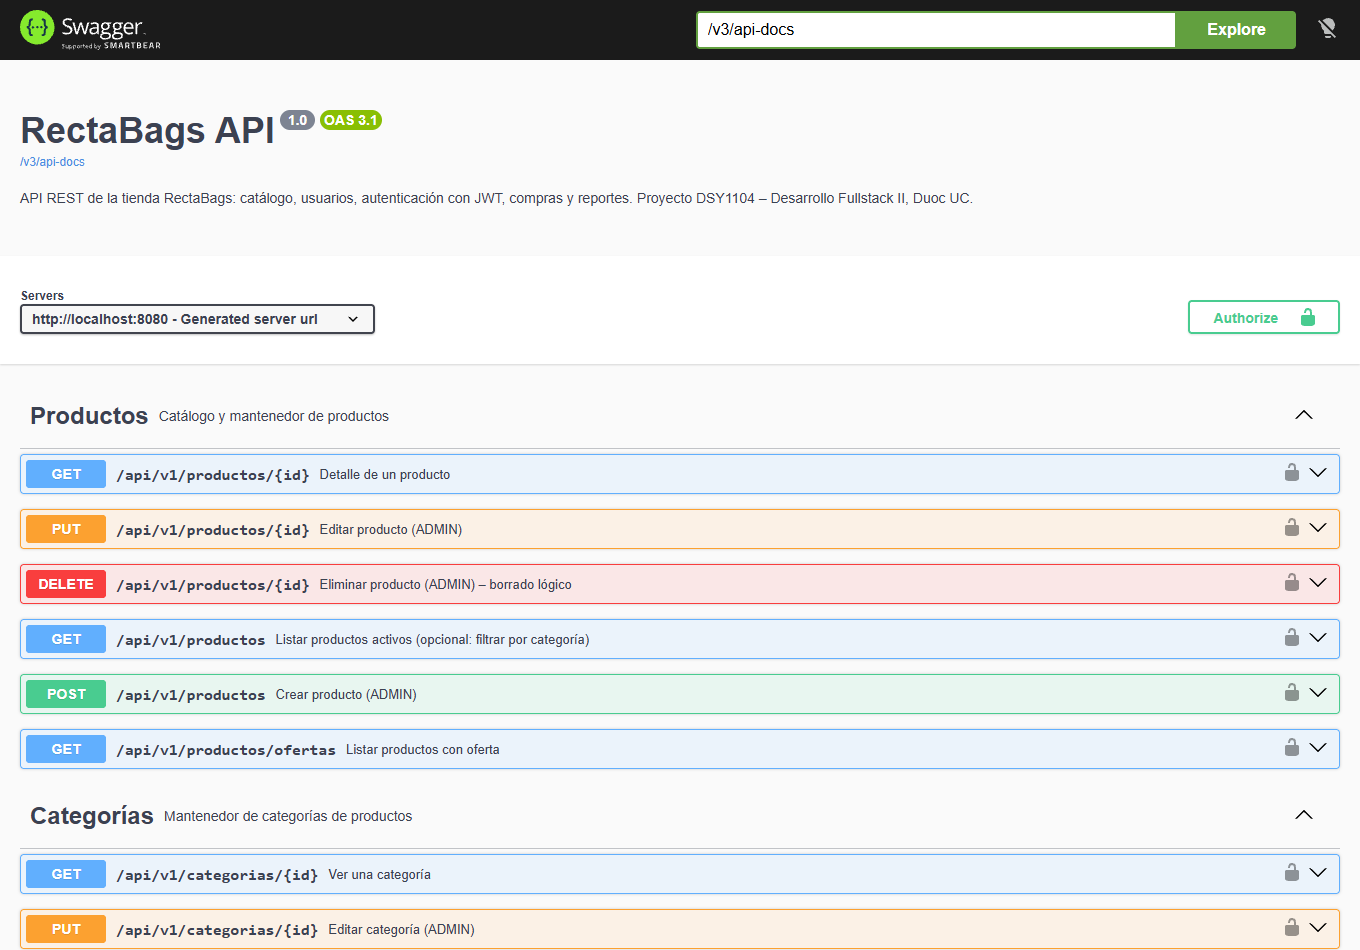 Swagger.
Supported by SMARTBEAR
/v3/api-docs
Explore
RectaBags API 1.0 OAS 3.1
/v3/api-docs
API REST de la tienda RectaBags: catálogo, usuarios, autenticación con JWT, compras y reportes. Proyecto DSY1104 – Desarrollo Fullstack II, Duoc UC.
Servers
http://localhost:8080 - Generated server url
Authorize
Productos Catálogo y mantenedor de productos
GET /api/v1/productos/{id} Detalle de un producto
PUT /api/v1/productos/{id} Editar producto (ADMIN)
DELETE /api/v1/productos/{id} Eliminar producto (ADMIN) – borrado lógico
GET /api/v1/productos Listar productos activos (opcional: filtrar por categoría)
POST /api/v1/productos Crear producto (ADMIN)
GET /api/v1/productos/ofertas Listar productos con oferta
Categorías Mantenedor de categorías de productos
GET /api/v1/categorias/{id} Ver una categoría
PUT /api/v1/categorias/{id} Editar categoría (ADMIN)